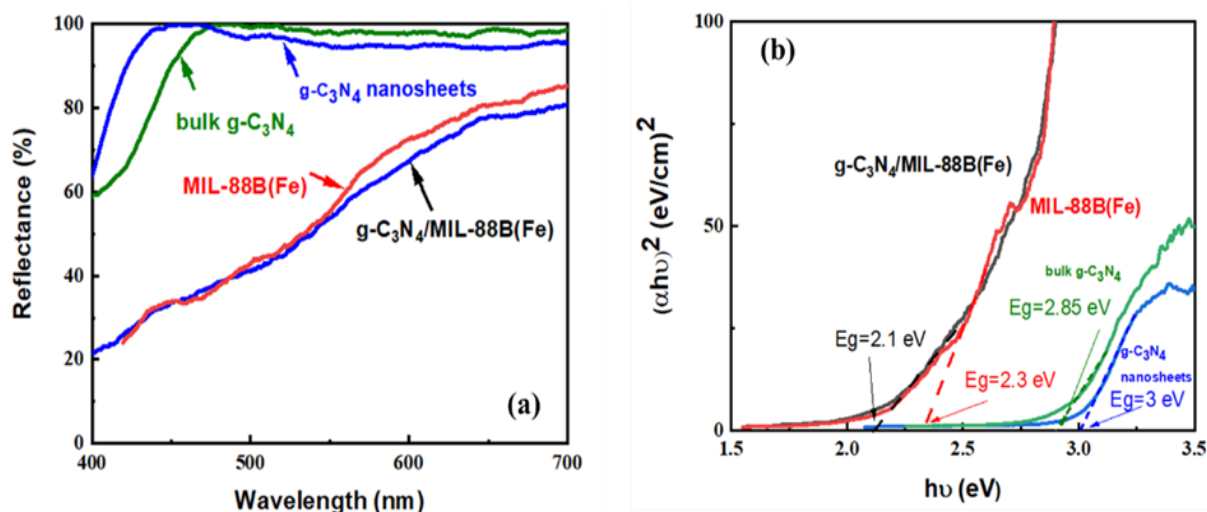 100
80
60
40
20
0
400
500
600
700
Reflectance (%)
Wavelength (nm)
g-C₃N₄ nanosheets
bulk g-C₃N₄
MIL-88B(Fe)
g-C₃N₄/MIL-88B(Fe)
(a)
(b)
100
50
0
1.5
2.0
2.5
3.0
3.5
(αhυ)² (eV/cm)²
hυ (eV)
g-C₃N₄/MIL-88B(Fe)
MIL-88B(Fe)
bulk g-C₃N₄
Eg=2.85 eV
Eg=2.1 eV
g-C₃N₄
nanosheets
Eg=2.3 eV
Eg=3 eV